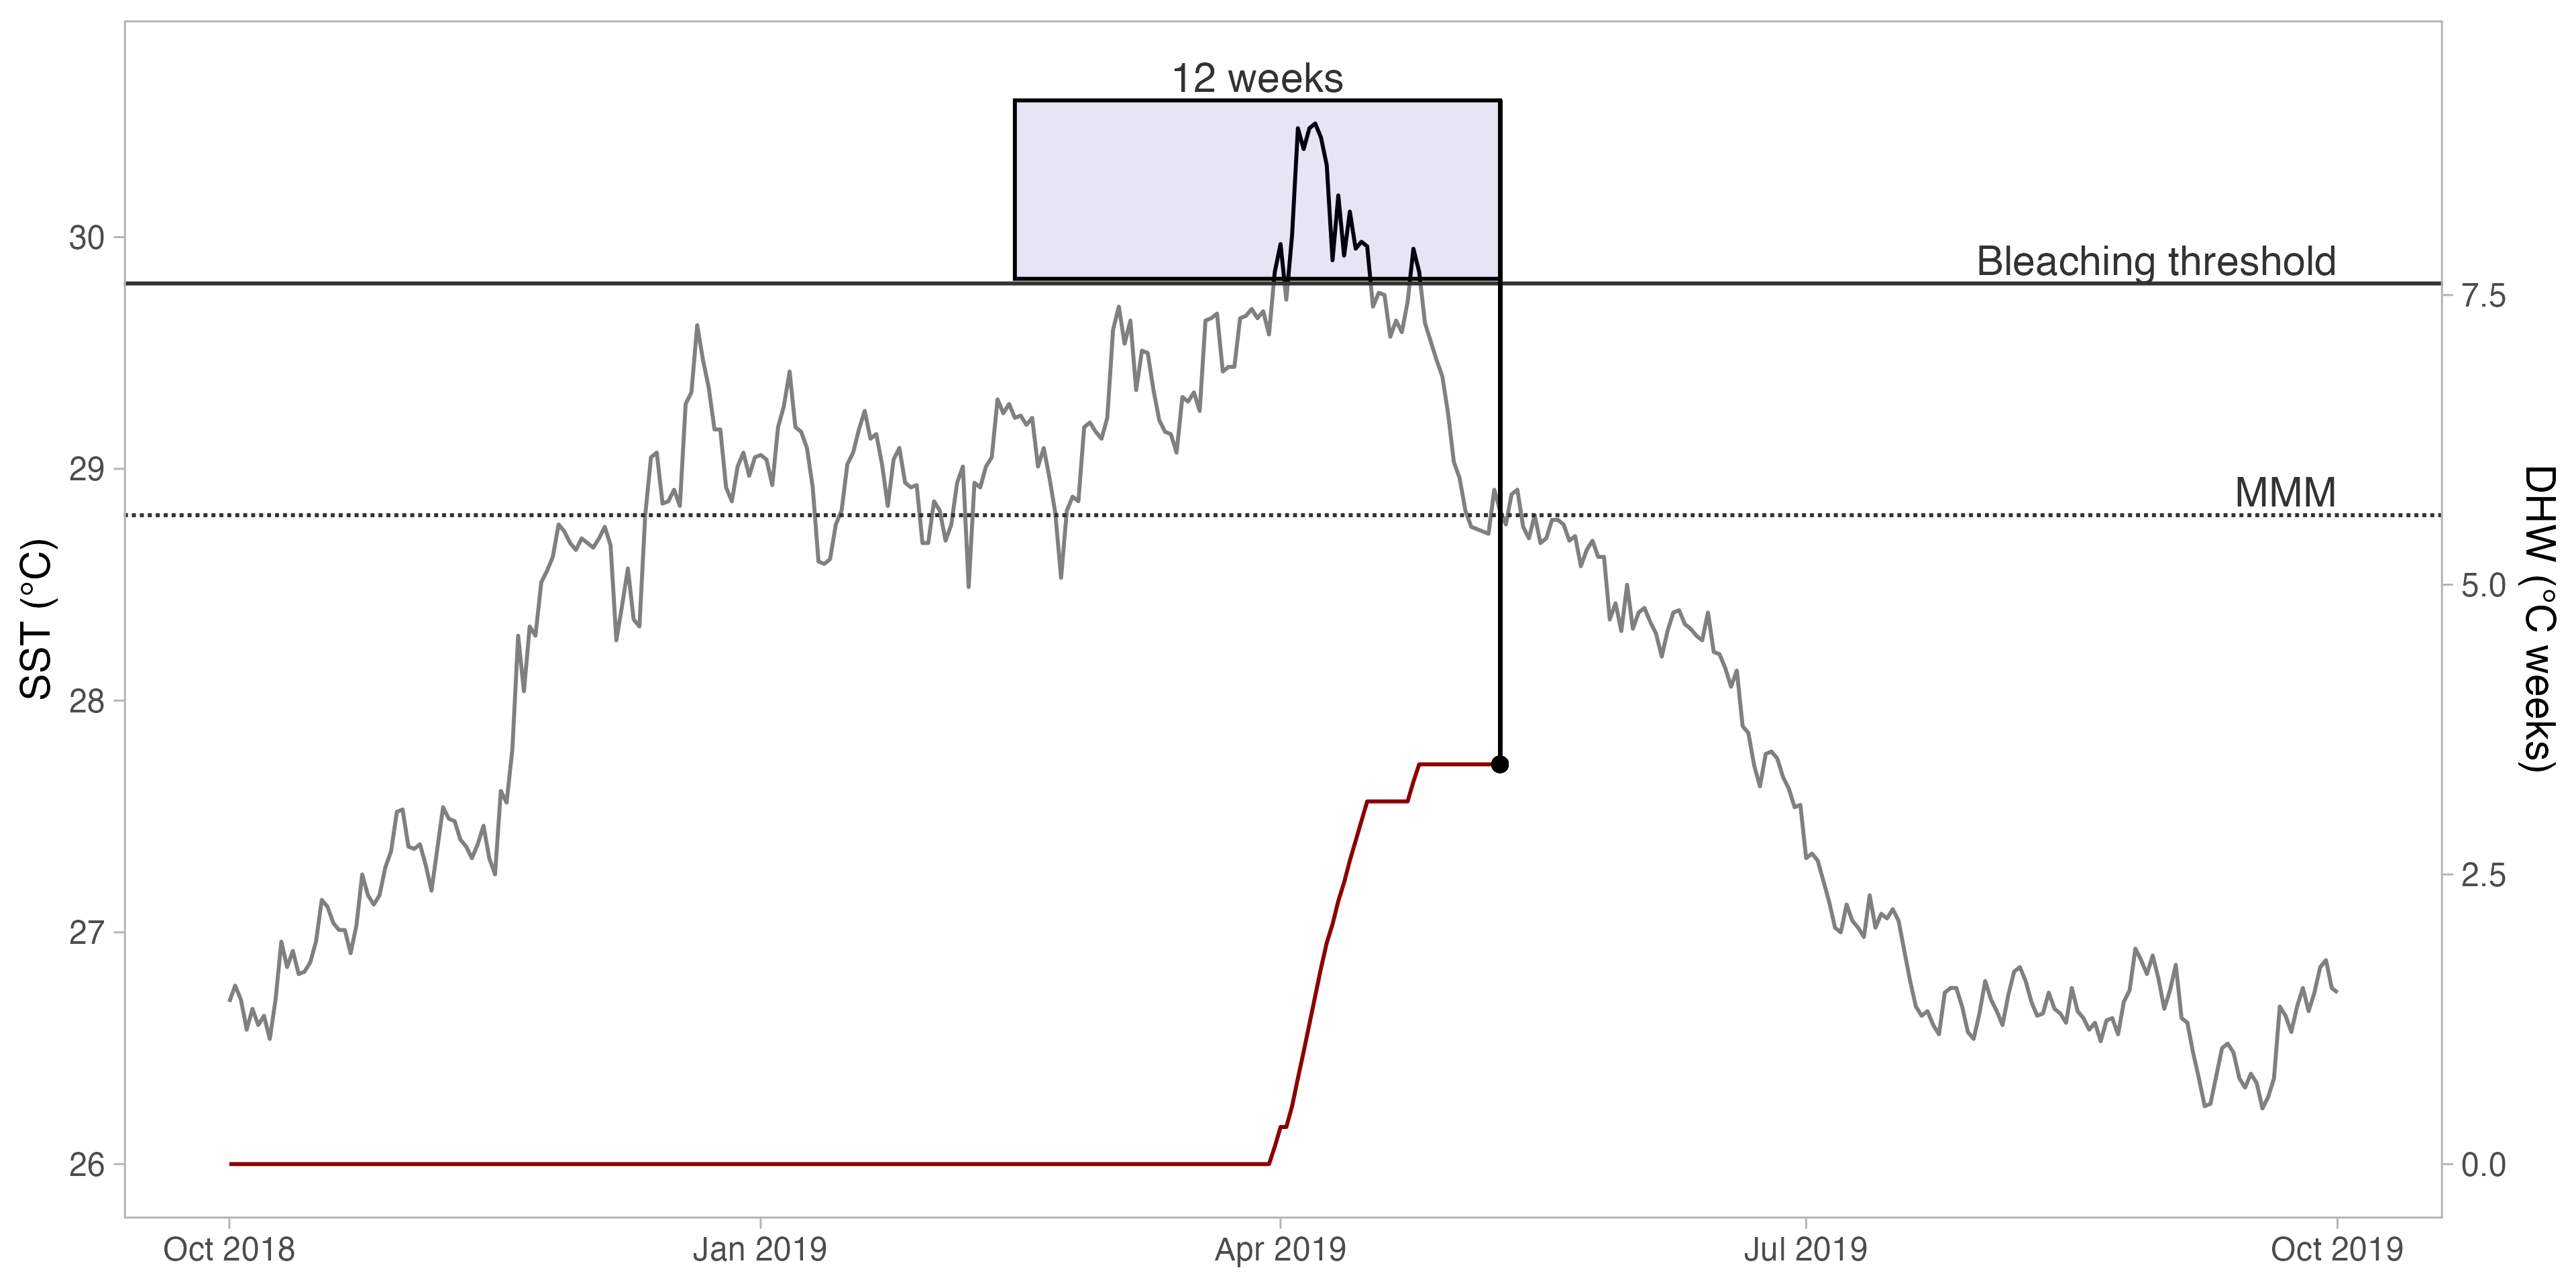 12 weeks
Bleaching threshold
MMM
SST (°C)
30
29
28
27
26
DHW (°C weeks)
7.5
5.0
2.5
0.0
Oct 2018
Jan 2019
Apr 2019
Jul 2019
Oct 2019